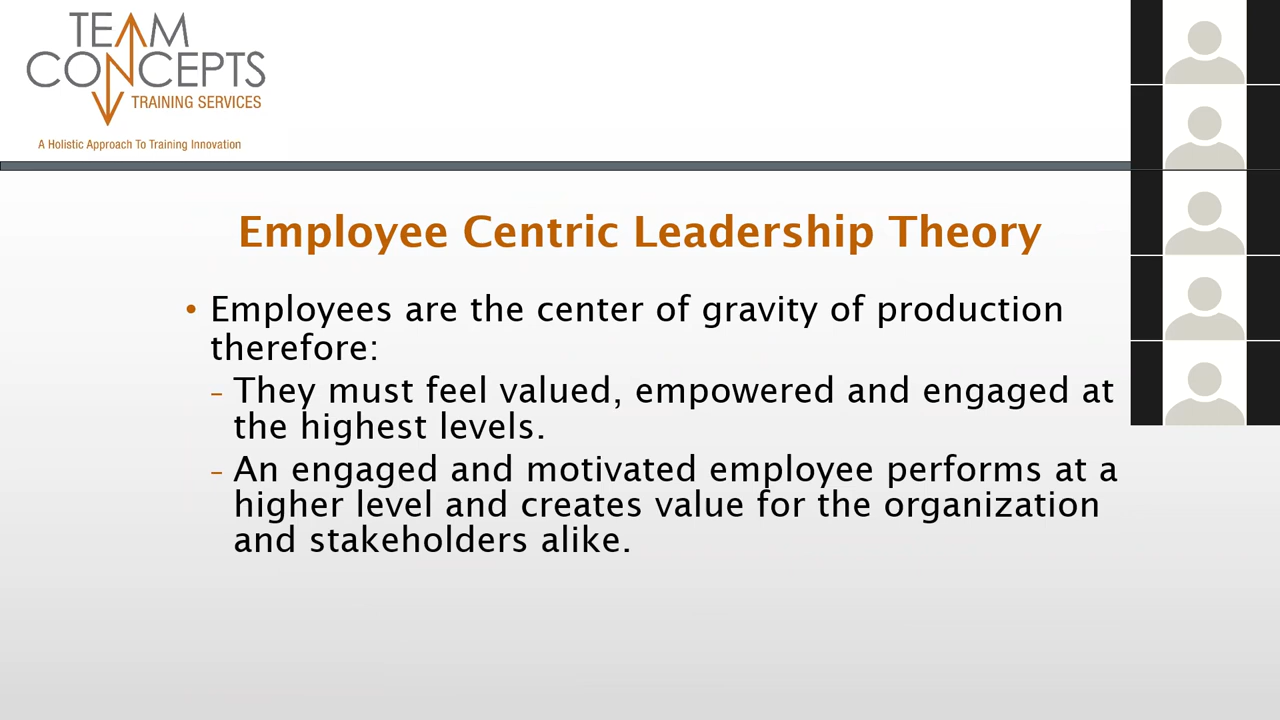 TEAM
CONCEPTS
TRAINING SERVICES
A Holistic Approach To Training Innovation
Employee Centric Leadership Theory
• Employees are the center of gravity of production
therefore:
– They must feel valued, empowered and engaged at
the highest levels.
– An engaged and motivated employee performs at a
higher level and creates value for the organization
and stakeholders alike.